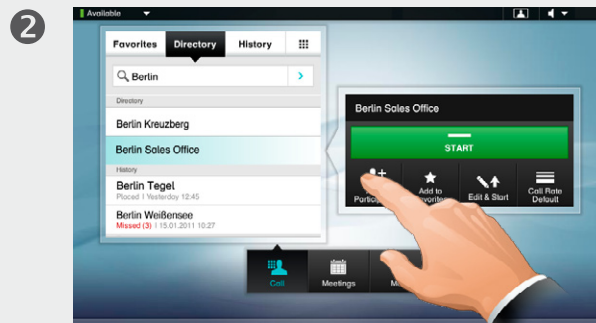 2
Available
Favorites Directory History
Berlin
Directory
Berlin Kreuzberg
Berlin Sales Office
History
Berlin Tegel
Placed | Yesterday 12:45
Berlin Weißensee
Missed (3) | 15.01.2011 10:27
Berlin Sales Office
START
Add to
Edit & Start
Call Rate
Default
Call
Meetings